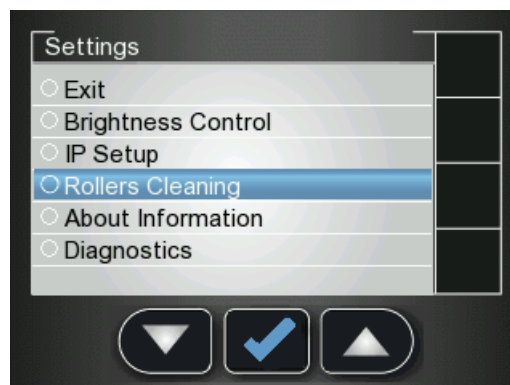 Settings
Exit
Brightness Control
IP Setup
Rollers Cleaning
About Information
Diagnostics